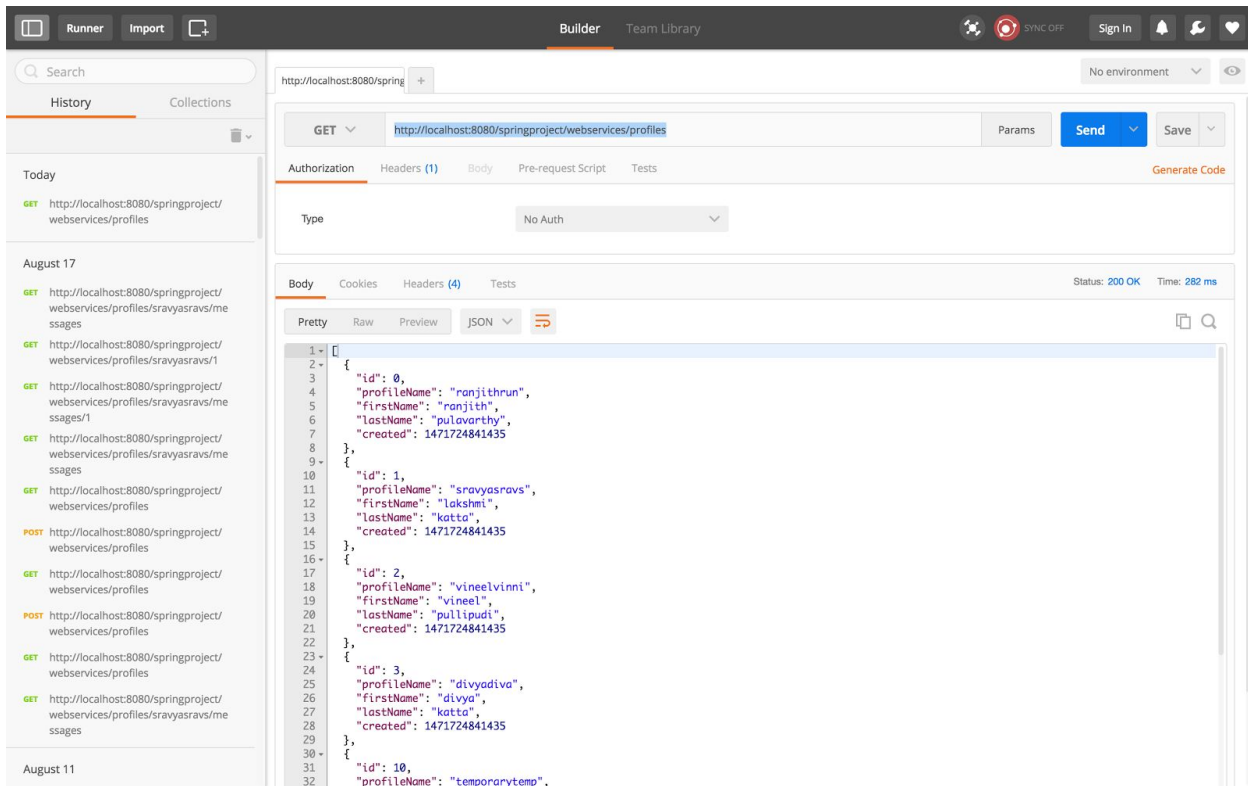 Runner Import Builder Team Library SYNC OFF Sign In
Search
History Collections
Today
GET http://localhost:8080/springproject/
webservices/profiles
August 17
GET http://localhost:8080/springproject/
webservices/profiles/sravyasravs/me
ssages
GET http://localhost:8080/springproject/
webservices/profiles/sravyasravs/1
GET http://localhost:8080/springproject/
webservices/profiles/sravyasravs/me
ssages/1
GET http://localhost:8080/springproject/
webservices/profiles/sravyasravs/me
ssages
GET http://localhost:8080/springproject/
webservices/profiles
POST http://localhost:8080/springproject/
webservices/profiles
GET http://localhost:8080/springproject/
webservices/profiles
POST http://localhost:8080/springproject/
webservices/profiles
GET http://localhost:8080/springproject/
webservices/profiles
GET http://localhost:8080/springproject/
webservices/profiles/sravyasravs/me
ssages
August 11
http://localhost:8080/spring + No environment
GET http://localhost:8080/springproject/webservices/profiles Params Send Save
Authorization Headers (1) Body Pre-request Script Tests Generate Code
Type No Auth
Body Cookies Headers (4) Tests Status: 200 OK Time: 282 ms
Pretty Raw Preview JSON
1 [
2 {
3 "id": 0,
4 "profileName": "ranjithrun",
5 "firstName": "ranjith",
6 "lastName": "pulavarthy",
7 "created": 1471724841435
8 },
9 {
10 "id": 1,
11 "profileName": "sravyasravs",
12 "firstName": "lakshmi",
13 "lastName": "katta",
14 "created": 1471724841435
15 },
16 {
17 "id": 2,
18 "profileName": "vineelvinni",
19 "firstName": "vineel",
20 "lastName": "pullipudi",
21 "created": 1471724841435
22 },
23 {
24 "id": 3,
25 "profileName": "divyadiva",
26 "firstName": "divya",
27 "lastName": "katta",
28 "created": 1471724841435
29 },
30 {
31 "id": 10,
32 "profileName": "temporarytemp",